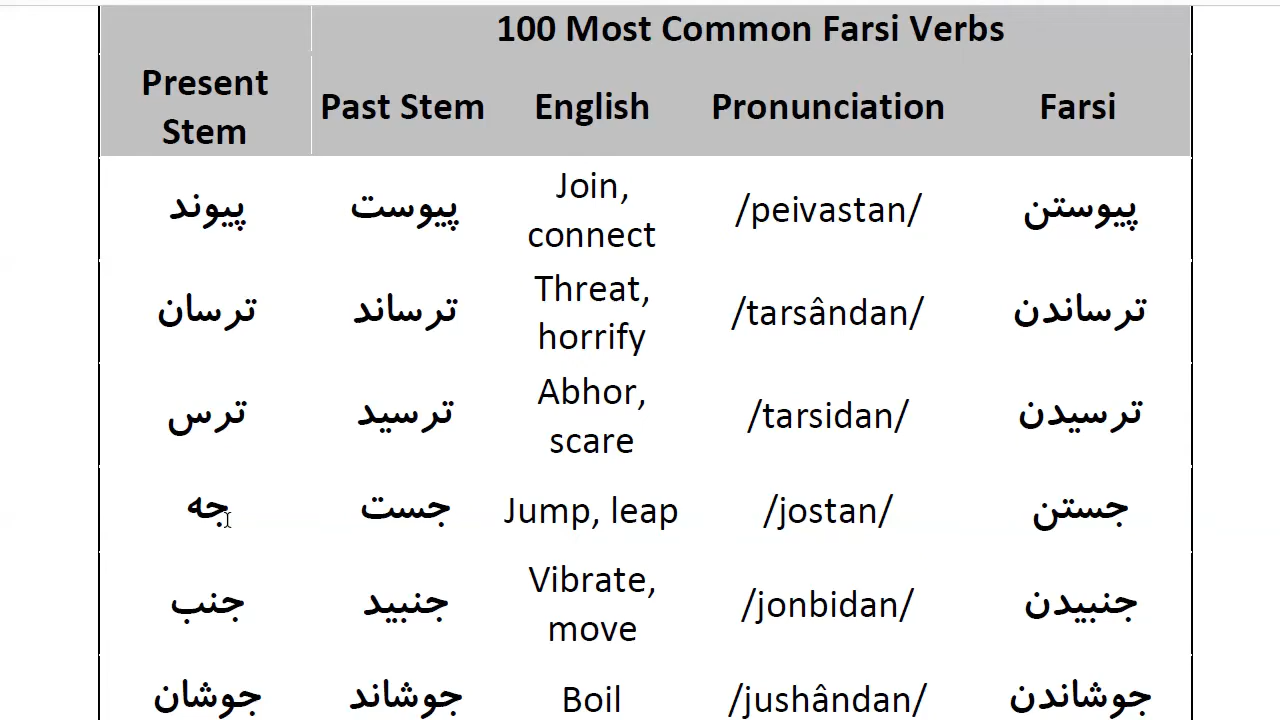 100 Most Common Farsi Verbs
Present
Stem
Past Stem
English
Pronunciation
Farsi
پیوند
پیوست
Join,
connect
/peivastan/
پیوستن
ترسان
ترساند
Threat,
horrify
/tarsândan/
ترساندن
ترس
ترسید
Abhor,
scare
/tarsidan/
ترسیدن
جه
جست
Jump, leap
/jostan/
جستن
جنب
جنبید
Vibrate,
move
/jonbidan/
جنبیدن
جوشان
جوشاند
Boil
/jushândan/
جوشاندن